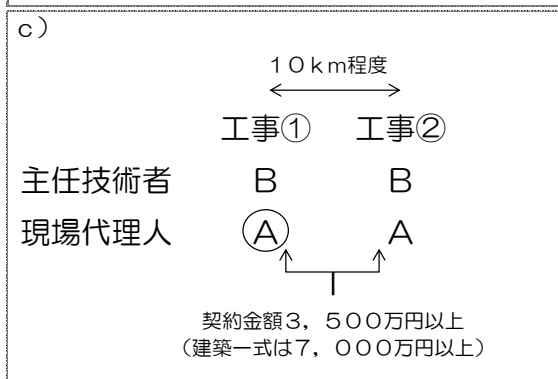 c）
１０ｋｍ程度
工事① 工事②
主任技術者 Ｂ Ｂ
現場代理人 Ⓐ Ａ
契約金額３，５００万円以上
（建築一式は７，０００万円以上）